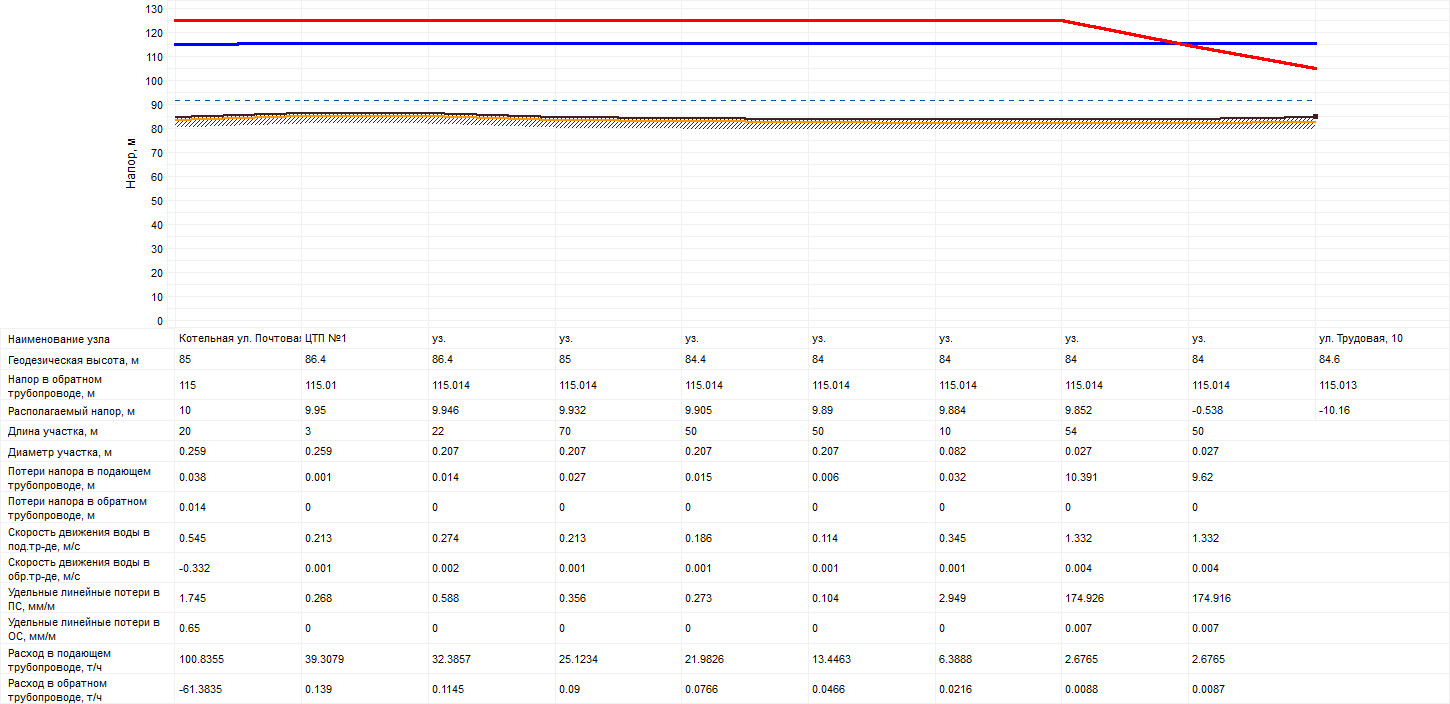 130
120
110
100
90
80
70
60
50
40
30
20
10
0
Напор, м
Наименование узла Котельная ул. Почтовая ЦТП №1 уз. уз. уз. уз. уз. уз. уз. ул. Трудовая, 10
Геодезическая высота, м 85 86.4 86.4 85 84.4 84 84 84 84 84.6
Напор в обратном
трубопроводе, м 115 115.01 115.014 115.014 115.014 115.014 115.014 115.014 115.014 115.013
Располагаемый напор, м 10 9.95 9.946 9.932 9.905 9.89 9.884 9.852 -0.538 -10.16
Длина участка, м 20 3 22 70 50 50 10 54 50
Диаметр участка, м 0.259 0.259 0.207 0.207 0.207 0.207 0.082 0.027 0.027
Потери напора в подающем
трубопроводе, м 0.038 0.001 0.014 0.027 0.015 0.006 0.032 10.391 9.62
Потери напора в обратном
трубопроводе, м 0.014 0 0 0 0 0 0 0 0
Скорость движения воды в
под.тр-де, м/с 0.545 0.213 0.274 0.213 0.186 0.114 0.345 1.332 1.332
Скорость движения воды в
обр.тр-де, м/с -0.332 0.001 0.002 0.001 0.001 0.001 0.001 0.004 0.004
Удельные линейные потери в
ПС, мм/м 1.745 0.268 0.588 0.356 0.273 0.104 2.949 174.926 174.916
Удельные линейные потери в
ОС, мм/м 0.65 0 0 0 0 0 0 0.007 0.007
Расход в подающем
трубопроводе, т/ч 100.8355 39.3079 32.3857 25.1234 21.9826 13.4463 6.3888 2.6765 2.6765
Расход в обратном
трубопроводе, т/ч -61.3835 0.139 0.1145 0.09 0.0766 0.0466 0.0216 0.0088 0.0087